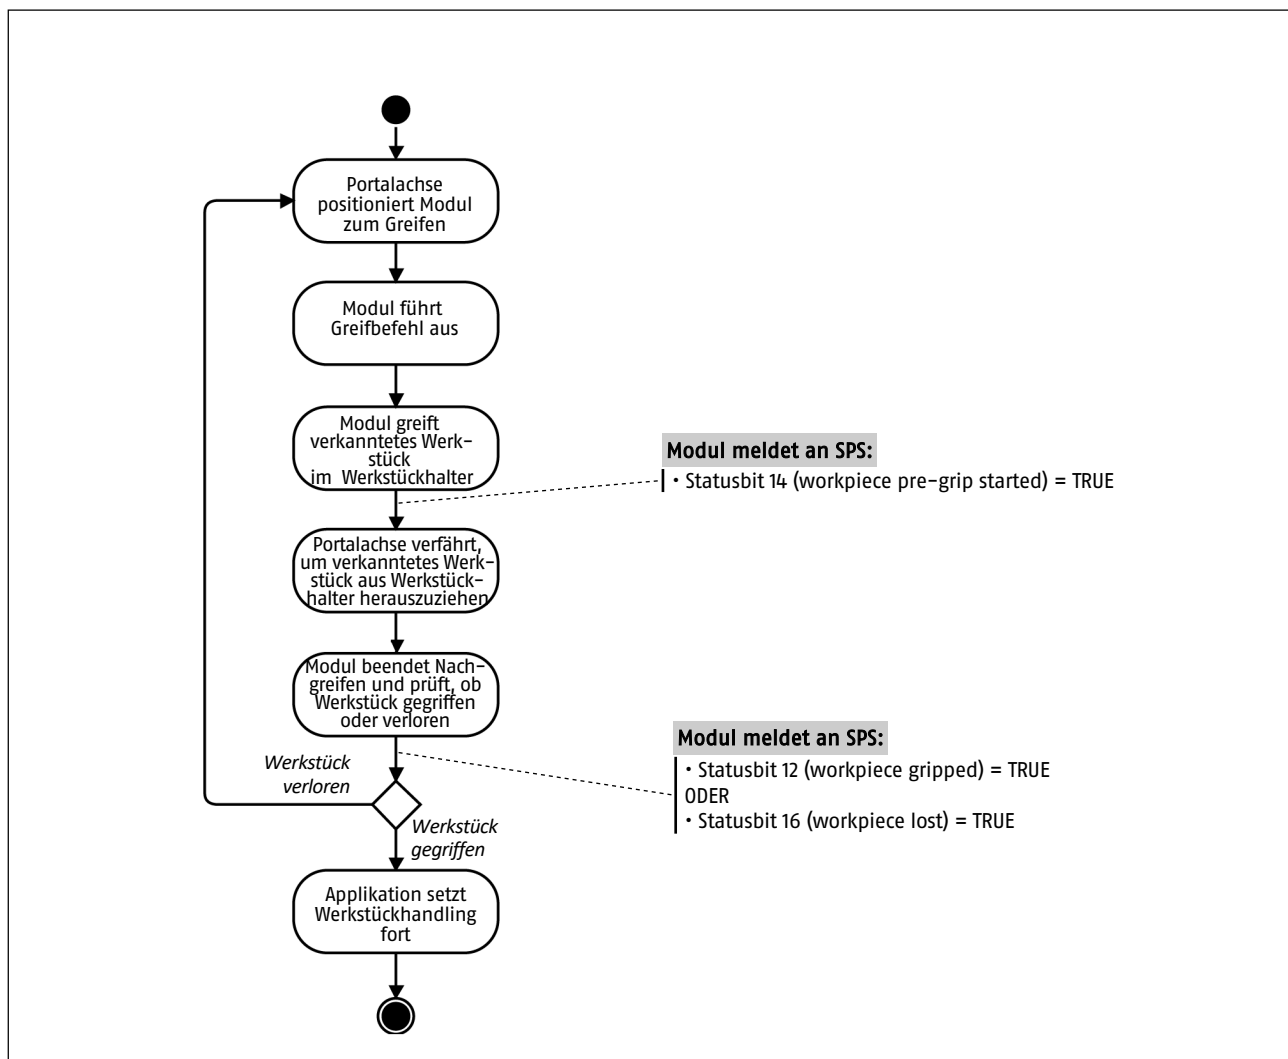 Portalachse
positioniert Modul
zum Greifen
Modul führt
Greifbefehl aus
Modul greift
verkanntetes Werk-
stück
im Werkstückhalter
Modul meldet an SPS:
• Statusbit 14 (workpiece pre-grip started) = TRUE
Portalachse verfährt,
um verkanntetes Werk-
stück aus Werkstück-
halter herauszuziehen
Modul beendet Nach-
greifen und prüft, ob
Werkstück gegriffen
oder verloren
Modul meldet an SPS:
• Statusbit 12 (workpiece gripped) = TRUE
ODER
• Statusbit 16 (workpiece lost) = TRUE
Werkstück
verloren
Werkstück
gegriffen
Applikation setzt
Werkstückhandling
fort